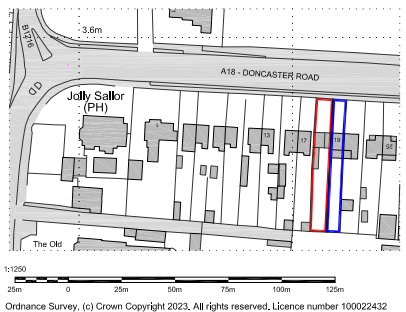 B1216
3.6m
A18 - DONCASTER ROAD
Jolly Sailor
(PH)
13
17
19
The Old
1:1250
25m 0 25m 50m 75m 100m 125m
Ordnance Survey, (c) Crown Copyright 2023. All rights reserved. Licence number 100022432